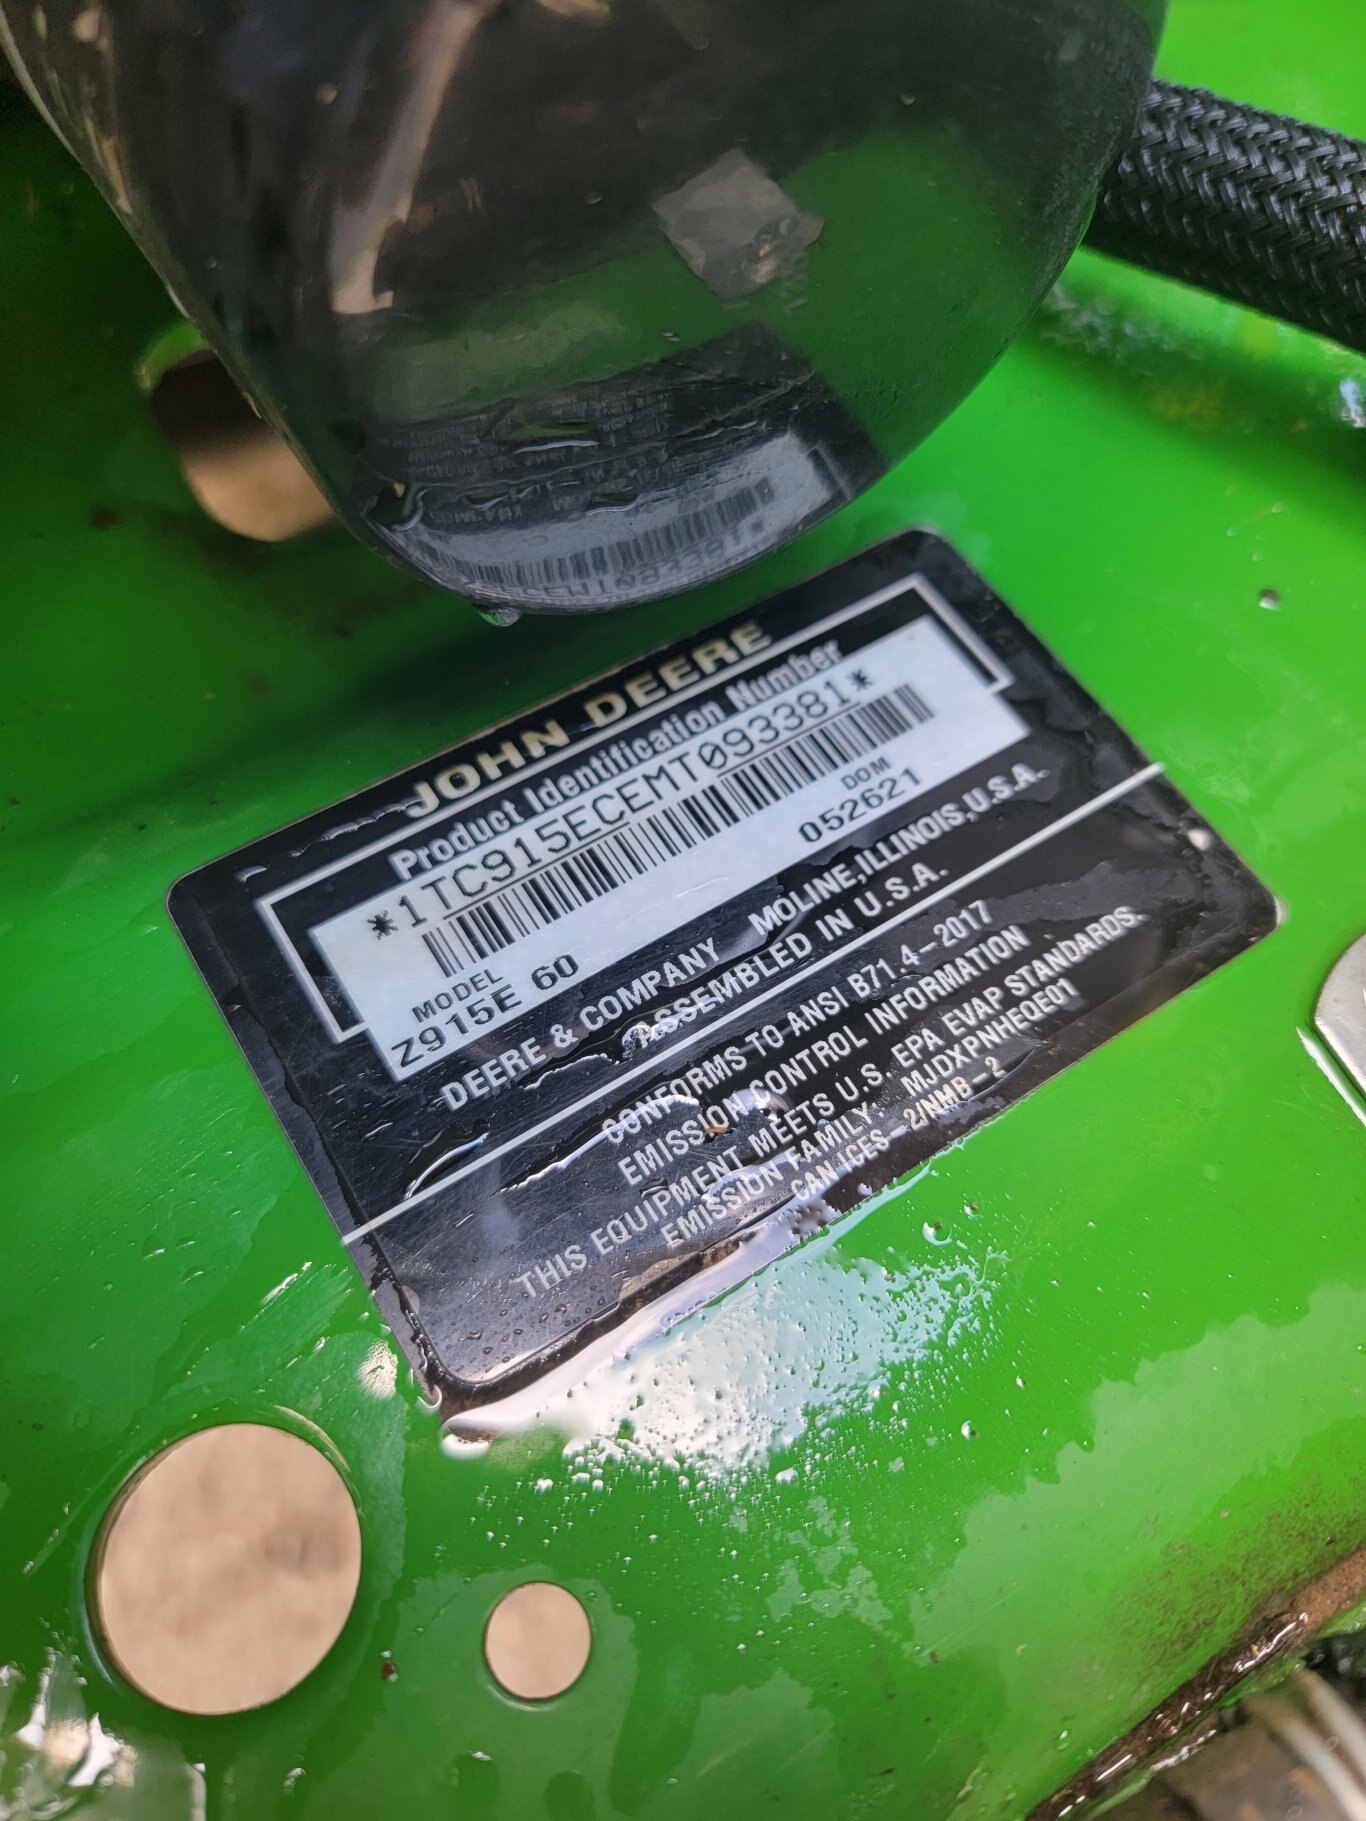 JOHN DEERE
Product Identification Number
*1TC915ECEMT093381*
MODEL DOM
Z915E 60 052621
DEERE & COMPANY MOLINE, ILLINOIS, U.S.A.
ASSEMBLED IN U.S.A.
CONFORMS TO ANSI B71.4-2017
EMISSION CONTROL INFORMATION
THIS EQUIPMENT MEETS U.S. EPA EVAP STANDARDS.
EMISSION FAMILY: MJDXPNHEQE01
CAN ICES-2/NMB-2